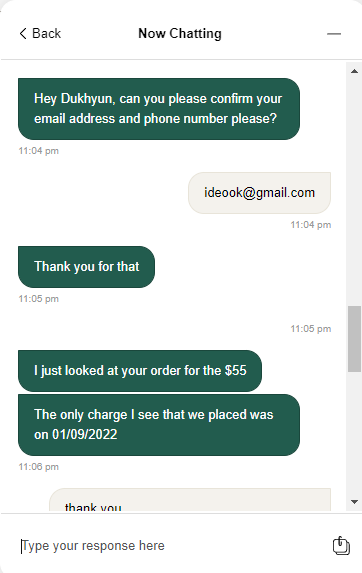 Back
Now Chatting
Hey Dukhyun, can you please confirm your
email address and phone number please?
11:04 pm
ideook@gmail.com
11:04 pm
Thank you for that
11:05 pm
11:05 pm
I just looked at your order for the $55
The only charge I see that we placed was
on 01/09/2022
11:06 pm
thank you
Type your response here